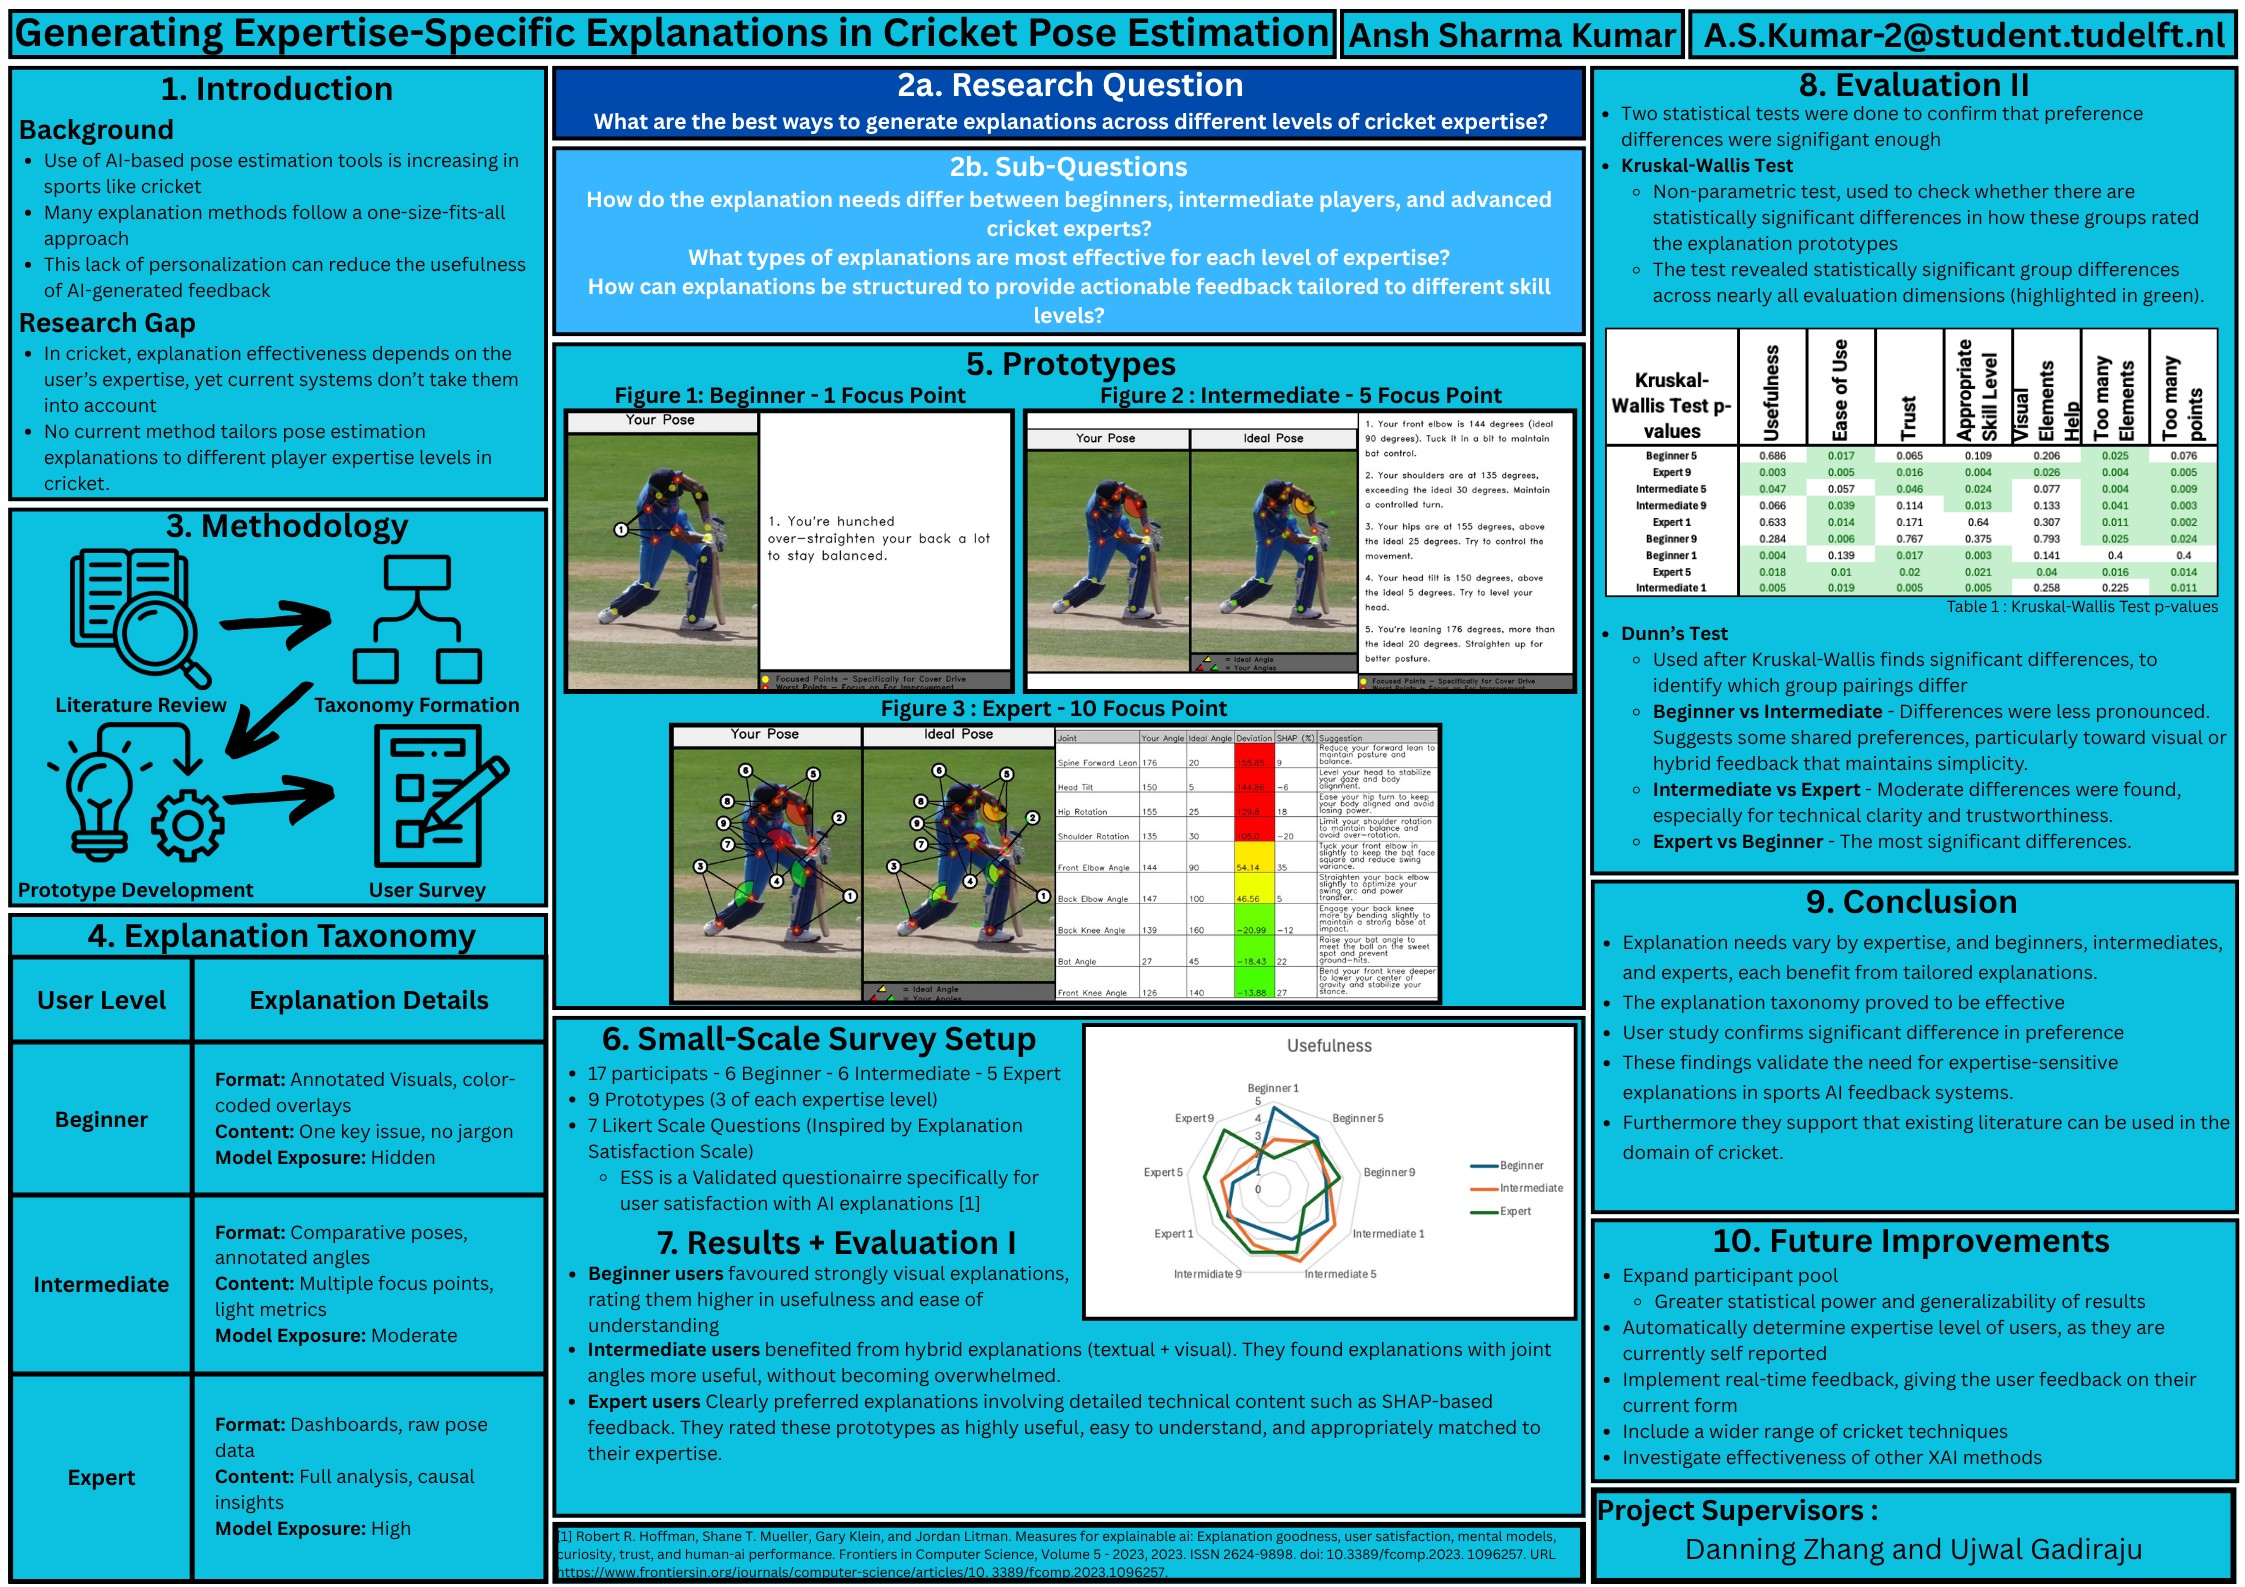 Generating Expertise-Specific Explanations in Cricket Pose Estimation
Ansh Sharma Kumar
A.S.Kumar-2@student.tudelft.nl
1. Introduction
Background
• Use of AI-based pose estimation tools is increasing in
sports like cricket
• Many explanation methods follow a one-size-fits-all
approach
• This lack of personalization can reduce the usefulness
of AI-generated feedback
Research Gap
• In cricket, explanation effectiveness depends on the
user's expertise, yet current systems don't take them
into account
• No current method tailors pose estimation
explanations to different player expertise levels in
cricket.
3. Methodology
Literature Review
Taxonomy Formation
Prototype Development
User Survey
4. Explanation Taxonomy
User Level
Explanation Details
Beginner
Format: Annotated Visuals, color-
coded overlays
Content: One key issue, no jargon
Model Exposure: Hidden
Intermediate
Format: Comparative poses,
annotated angles
Content: Multiple focus points,
light metrics
Model Exposure: Moderate
Expert
Format: Dashboards, raw pose
data
Content: Full analysis, causal
insights
Model Exposure: High
2a. Research Question
What are the best ways to generate explanations across different levels of cricket expertise?
2b. Sub-Questions
How do the explanation needs differ between beginners, intermediate players, and advanced
cricket experts?
What types of explanations are most effective for each level of expertise?
How can explanations be structured to provide actionable feedback tailored to different skill
levels?
5. Prototypes
Figure 1: Beginner - 1 Focus Point
Your Pose
1
1. You're hunched
over-straighten your back a lot
to stay balanced.
Focused Points - Specifically for Cover Drive
Worst Points - Focus on For Improvement
Figure 2 : Intermediate - 5 Focus Point
Your Pose
Ideal Pose
= Ideal Angle
= Your Angles
1. Your front elbow is 144 degrees (ideal
90 degrees). Tuck it in a bit to maintain
bat control.
2. Your shoulders are at 135 degrees,
exceeding the ideal 30 degrees. Maintain
a controlled turn.
3. Your hips are at 155 degrees, above
the ideal 25 degrees. Try to control the
movement.
4. Your head tilt is 150 degrees, above
the ideal 5 degrees. Try to level your
head.
5. You're leaning 176 degrees, more than
the ideal 20 degrees. Straighten up for
better posture.
Focused Points - Specifically for Cover Drive
Worst Points - Focus on For Improvement
Figure 3 : Expert - 10 Focus Point
Your Pose
6 5 8 2 9 7 3 4 1
Ideal Pose
6 5 8 2 9 7 3 4 1
= Ideal Angle
= Your Angles
Joint Your Angle Ideal Angle Deviation SHAP (%) Suggestion
Spine Forward Lean 176 20 155.85 9 Reduce your forward lean to
maintain posture and
balance.
Head Tilt 150 5 144.86 -6 Level your head to stabilize
your gaze and body
alignment.
Hip Rotation 155 25 129.8 18 Ease your hip turn to keep
your body aligned and avoid
losing power.
Shoulder Rotation 135 30 105.0 -20 Limit your shoulder rotation
to maintain balance and
avoid over-rotation.
Front Elbow Angle 144 90 54.14 35 Tuck your front elbow in
slightly to keep the bat face
square and reduce swing
variance.
Back Elbow Angle 147 100 46.56 5 Straighten your back elbow
slightly to optimize your
swing arc and power
transfer.
Back Knee Angle 139 160 -20.99 -12 Engage your back knee
more by bending slightly to
maintain a strong base at
impact.
Bat Angle 27 45 -18.43 22 Raise your bat angle to
meet the ball on the sweet
spot and prevent
ground-hits.
Front Knee Angle 126 140 -13.88 27 Bend your front knee deeper
to lower your center of
gravity and stabilize your
stance.
6. Small-Scale Survey Setup
• 17 participats - 6 Beginner - 6 Intermediate - 5 Expert
• 9 Prototypes (3 of each expertise level)
• 7 Likert Scale Questions (Inspired by Explanation
Satisfaction Scale)
◦ ESS is a Validated questionairre specifically for
user satisfaction with AI explanations [1]
Usefulness
Beginner 1
Beginner 5
Beginner 9
Intermediate 1
Intermediate 5
Intermidiate 9
Expert 1
Expert 5
Expert 9
5
4
3
0
Beginner
Intermediate
Expert
7. Results + Evaluation I
• Beginner users favoured strongly visual explanations,
rating them higher in usefulness and ease of
understanding
• Intermediate users benefited from hybrid explanations (textual + visual). They found explanations with joint
angles more useful, without becoming overwhelmed.
• Expert users Clearly preferred explanations involving detailed technical content such as SHAP-based
feedback. They rated these prototypes as highly useful, easy to understand, and appropriately matched to
their expertise.
[1] Robert R. Hoffman, Shane T. Mueller, Gary Klein, and Jordan Litman. Measures for explainable ai: Explanation goodness, user satisfaction, mental models,
curiosity, trust, and human-ai performance. Frontiers in Computer Science, Volume 5 - 2023, 2023. ISSN 2624-9898. doi: 10.3389/fcomp.2023. 1096257. URL
https://www.frontiersin.org/journals/computer-science/articles/10. 3389/fcomp.2023.1096257.
8. Evaluation II
• Two statistical tests were done to confirm that preference
differences were signifigant enough
• Kruskal-Wallis Test
◦ Non-parametric test, used to check whether there are
statistically significant differences in how these groups rated
the explanation prototypes
◦ The test revealed statistically significant group differences
across nearly all evaluation dimensions (highlighted in green).
Kruskal-Wallis Test p-values Usefulness Ease of Use Trust Appropriate Skill Level Visual Elements Help Too many Elements Too many points
Beginner 5 0.686 0.017 0.065 0.109 0.206 0.025 0.076
Expert 9 0.003 0.005 0.016 0.004 0.026 0.004 0.005
Intermediate 5 0.047 0.057 0.046 0.024 0.077 0.004 0.009
Intermediate 9 0.066 0.039 0.114 0.013 0.133 0.041 0.003
Expert 1 0.633 0.014 0.171 0.64 0.307 0.011 0.002
Beginner 9 0.284 0.006 0.767 0.375 0.793 0.025 0.024
Beginner 1 0.004 0.139 0.017 0.003 0.141 0.4 0.4
Expert 5 0.018 0.01 0.02 0.021 0.04 0.016 0.014
Intermediate 1 0.005 0.019 0.005 0.005 0.258 0.225 0.011
Table 1 : Kruskal-Wallis Test p-values
• Dunn's Test
◦ Used after Kruskal-Wallis finds significant differences, to
identify which group pairings differ
◦ Beginner vs Intermediate - Differences were less pronounced.
Suggests some shared preferences, particularly toward visual or
hybrid feedback that maintains simplicity.
◦ Intermediate vs Expert - Moderate differences were found,
especially for technical clarity and trustworthiness.
◦ Expert vs Beginner - The most significant differences.
9. Conclusion
• Explanation needs vary by expertise, and beginners, intermediates,
and experts, each benefit from tailored explanations.
• The explanation taxonomy proved to be effective
• User study confirms significant difference in preference
• These findings validate the need for expertise-sensitive
explanations in sports AI feedback systems.
• Furthermore they support that existing literature can be used in the
domain of cricket.
10. Future Improvements
• Expand participant pool
◦ Greater statistical power and generalizability of results
• Automatically determine expertise level of users, as they are
currently self reported
• Implement real-time feedback, giving the user feedback on their
current form
• Include a wider range of cricket techniques
• Investigate effectiveness of other XAI methods
Project Supervisors :
Danning Zhang and Ujwal Gadiraju